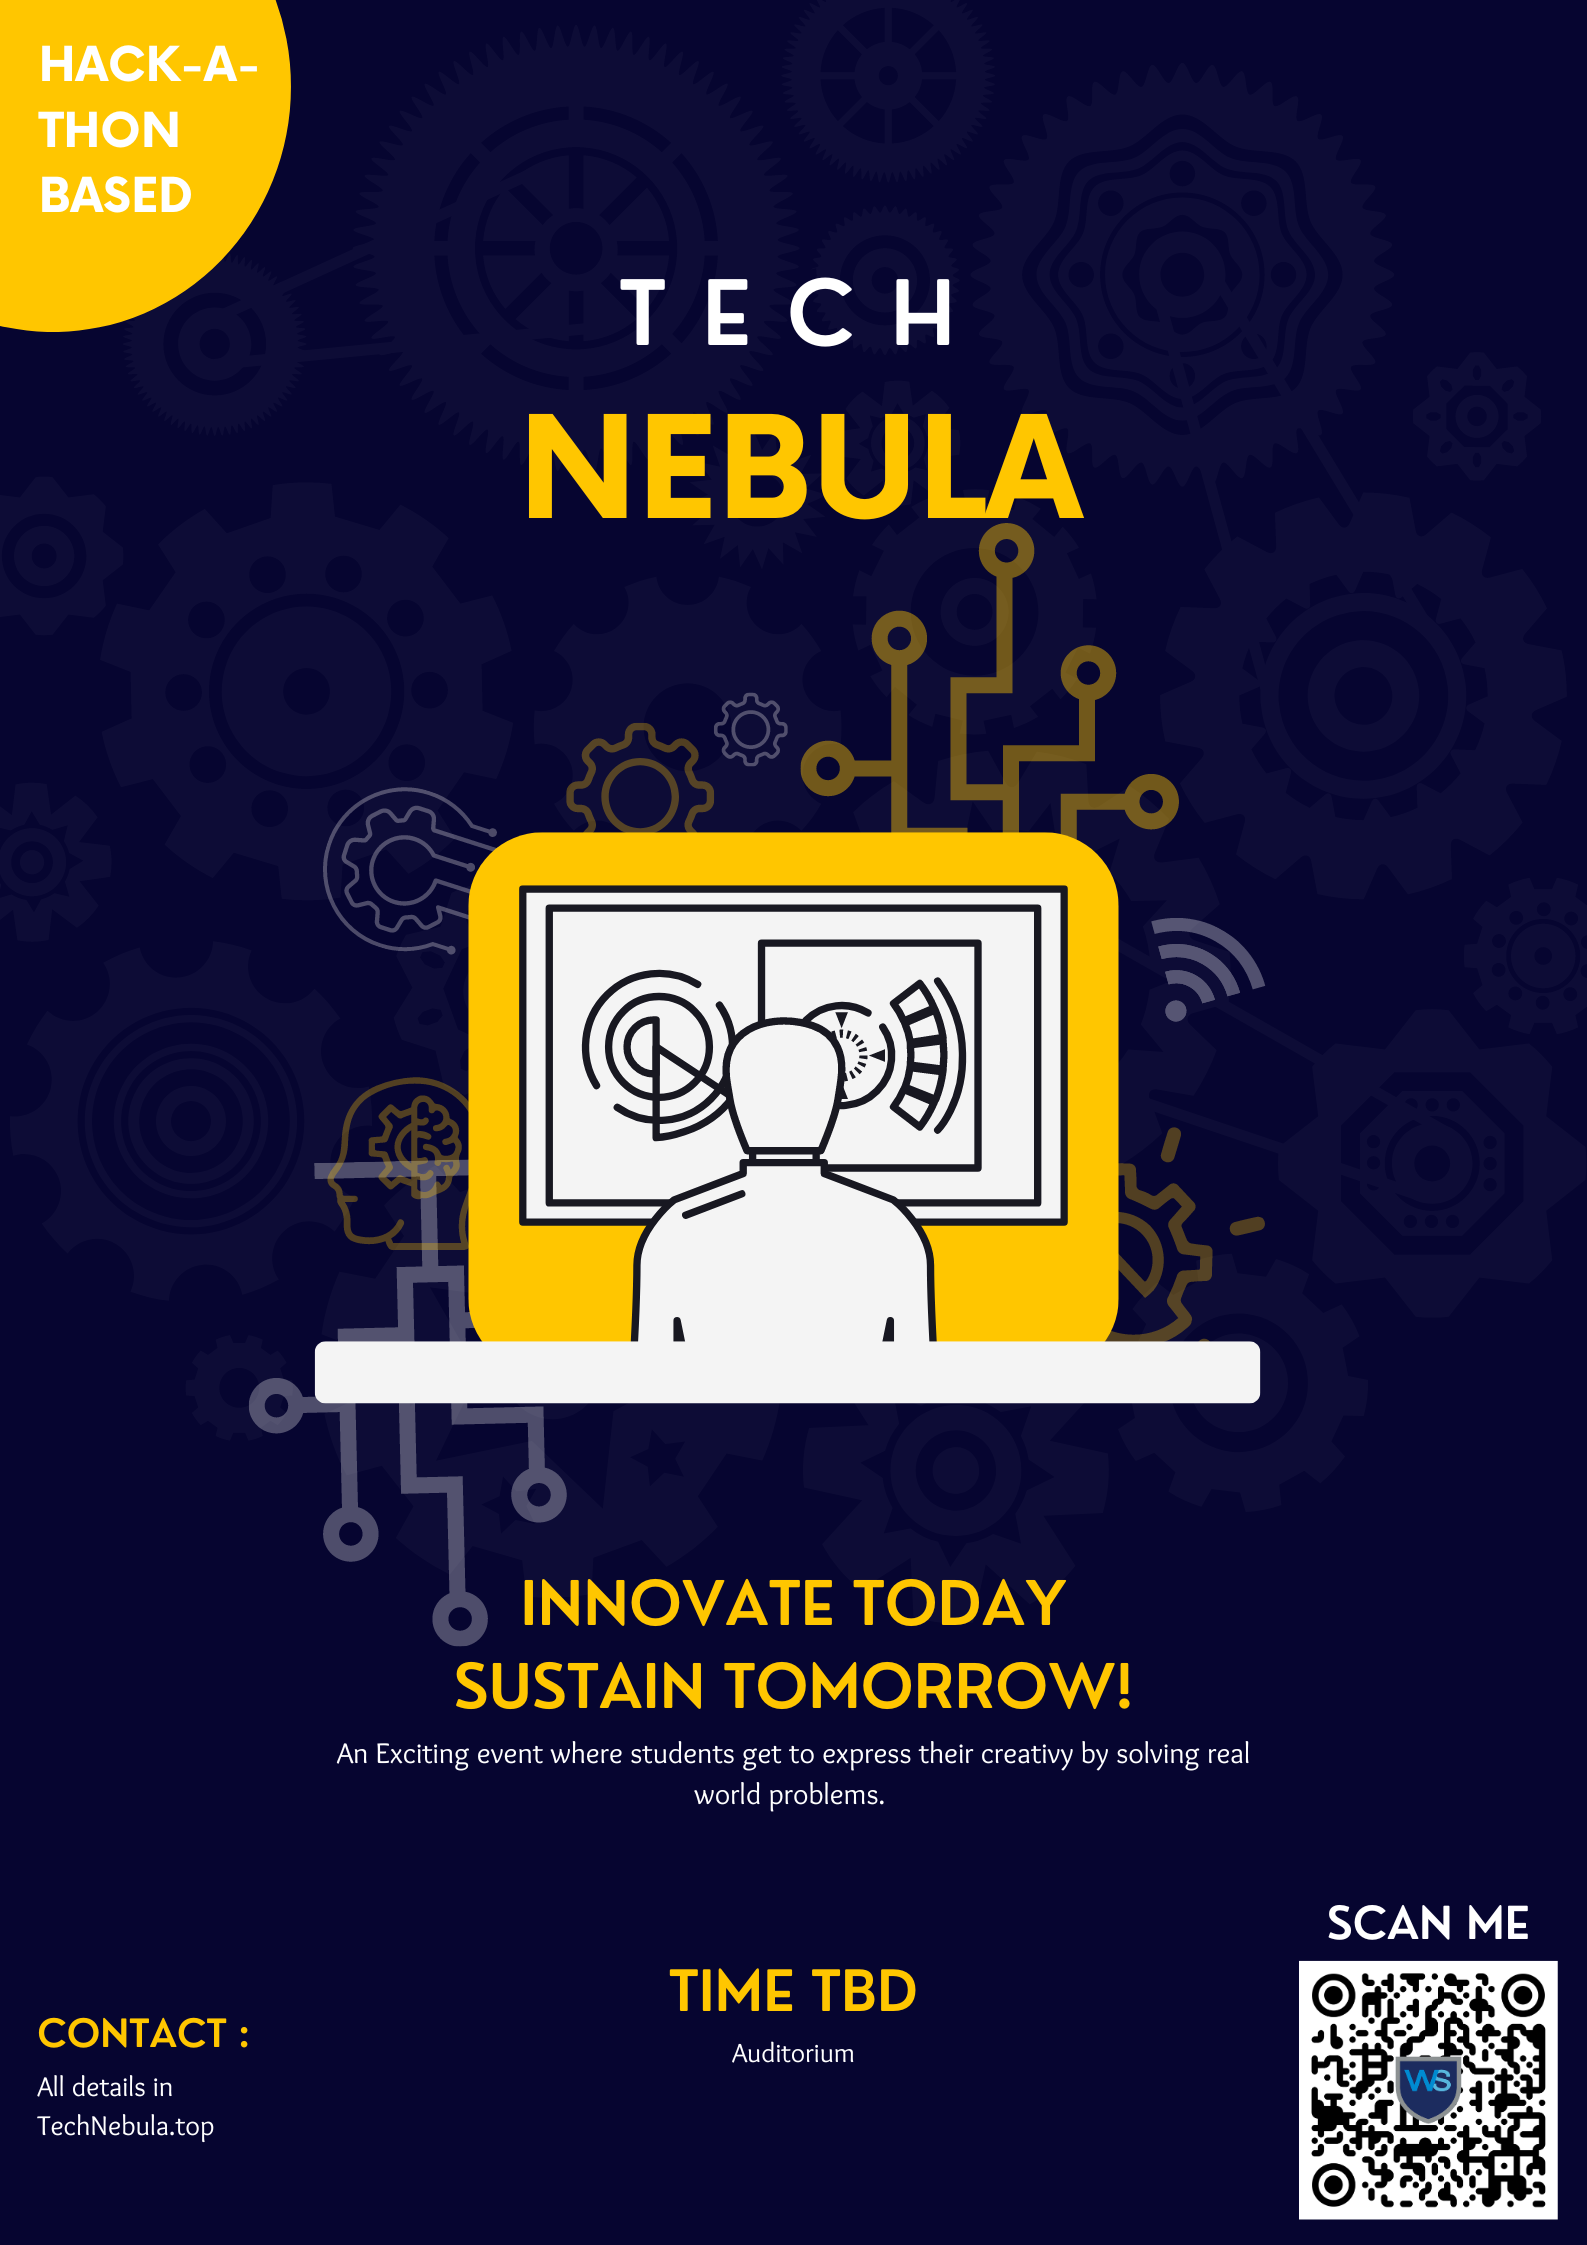 HACK-A-
THON
BASED
TECH
NEBULA
INNOVATE TODAY
SUSTAIN TOMORROW!
An Exciting event where students get to express their creativy by solving real
world problems.
SCAN ME
TIME TBD
Auditorium
CONTACT :
All details in
TechNebula.top
WS